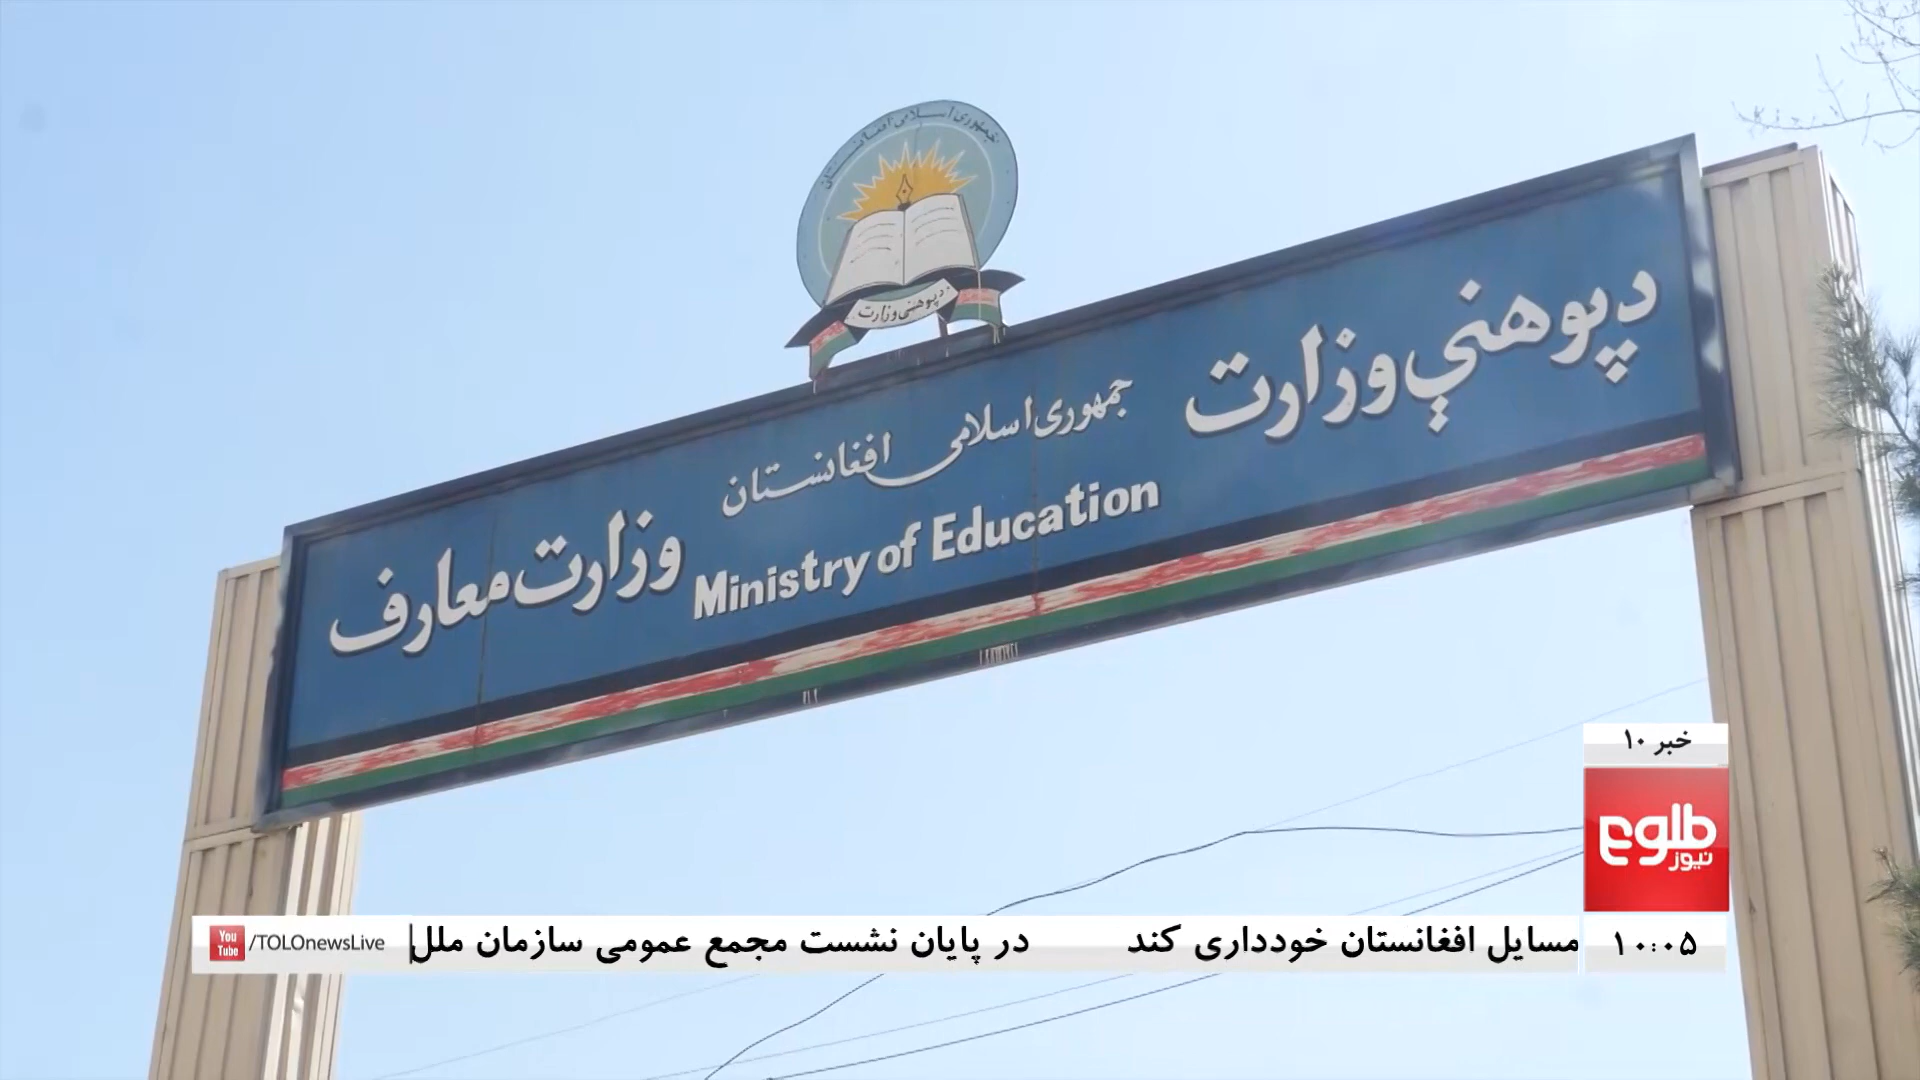 جمهوری اسلامی افغانستان
د پوهنې وزارت
د پوهنې وزارت
جمهوری اسلامی افغانستان
وزارت معارف
Ministry of Education
خبر ۱۰
طلوع
نیوز
۱۰:۰۵
مسایل افغانستان خودداری کند
در پایان نشست مجمع عمومی سازمان ملل
You
Tube
/TOLOnewsLive